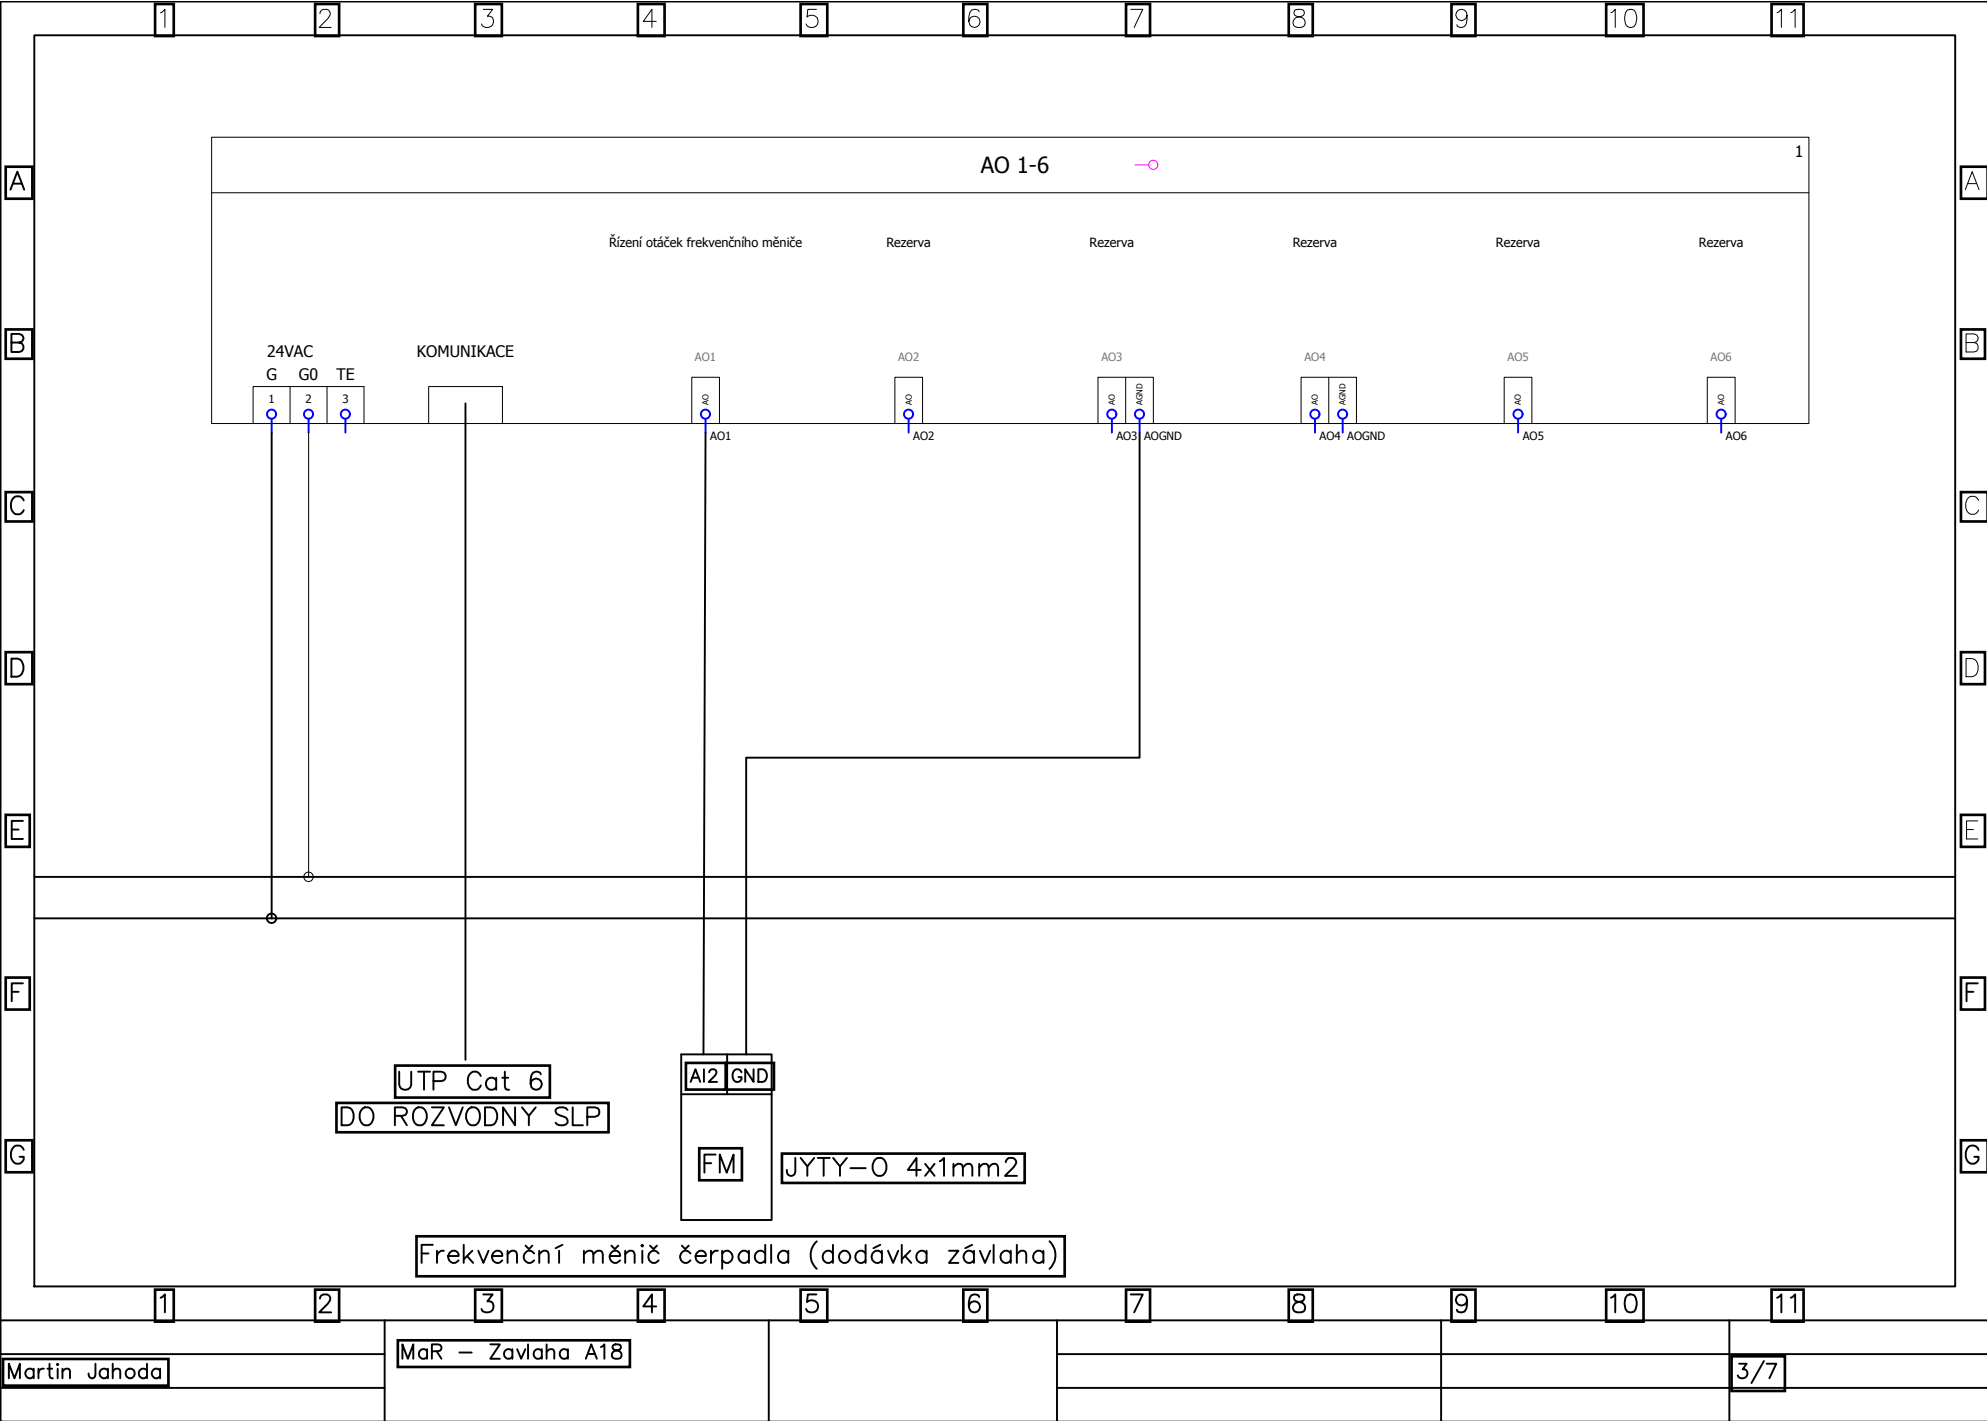 1 2 3 4 5 6 7 8 9 10 11
AO 1-6 1
A A
Řízení otáček frekvenčního měniče Rezerva Rezerva Rezerva Rezerva Rezerva
B B
24VAC KOMUNIKACE AO1 AO2 AO3 AO4 AO5 AO6
G G0 TE
1 2 3 AO AO AO AGND AO AGND AO AO
AO1 AO2 AO3 AOGND AO4 AOGND AO5 AO6
C C
D D
E E
F F
UTP Cat 6 AI2 GND
DO ROZVODNY SLP
G FM JYTY-O 4x1mm2 G
Frekvenční měnič čerpadla (dodávka závlaha)
1 2 3 4 5 6 7 8 9 10 11
MaR - Zavlaha A18
Martin Jahoda 3/7